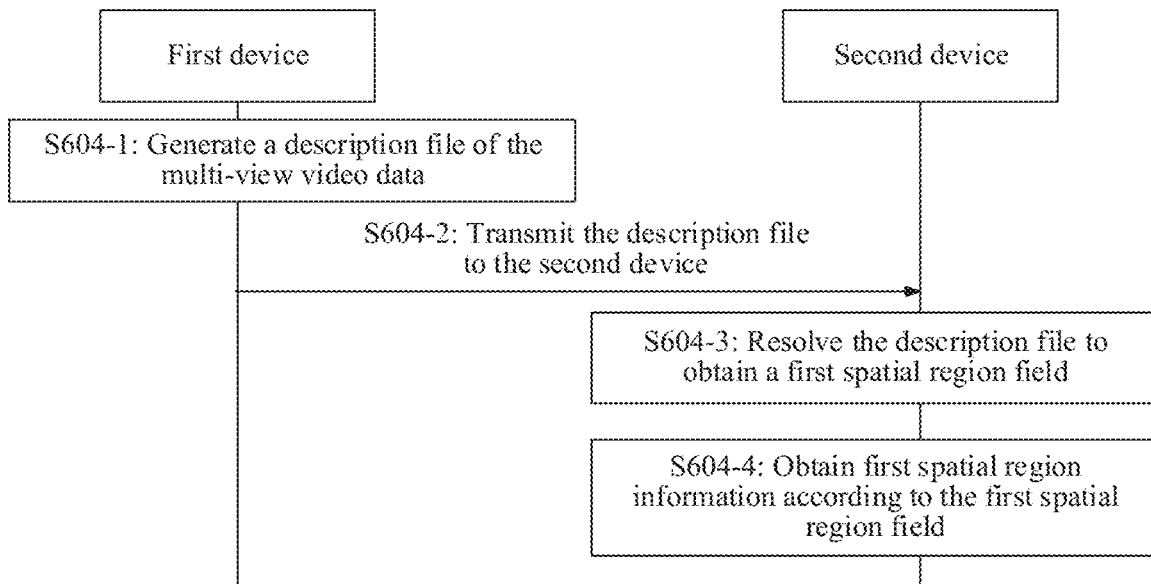 First device
Second device
S604-1: Generate a description file of the
multi-view video data
S604-2: Transmit the description file
to the second device
S604-3: Resolve the description file to
obtain a first spatial region field
S604-4: Obtain first spatial region
information according to the first spatial
region field